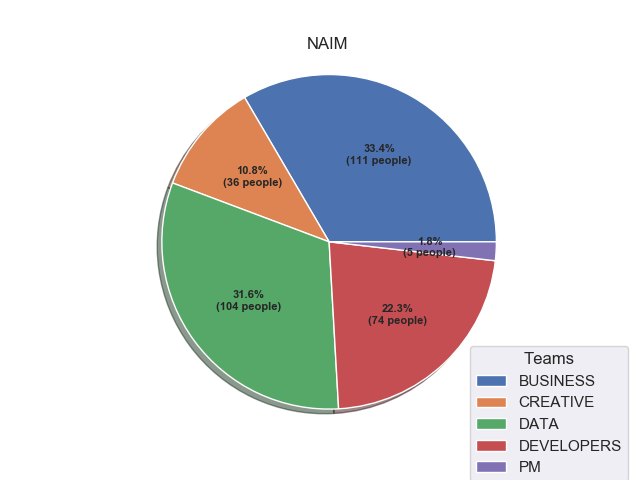 NAIM
33.4%
(111 people)
10.8%
(36 people)
1.8%
(5 people)
31.6%
(104 people)
22.3%
(74 people)
Teams
BUSINESS
CREATIVE
DATA
DEVELOPERS
PM